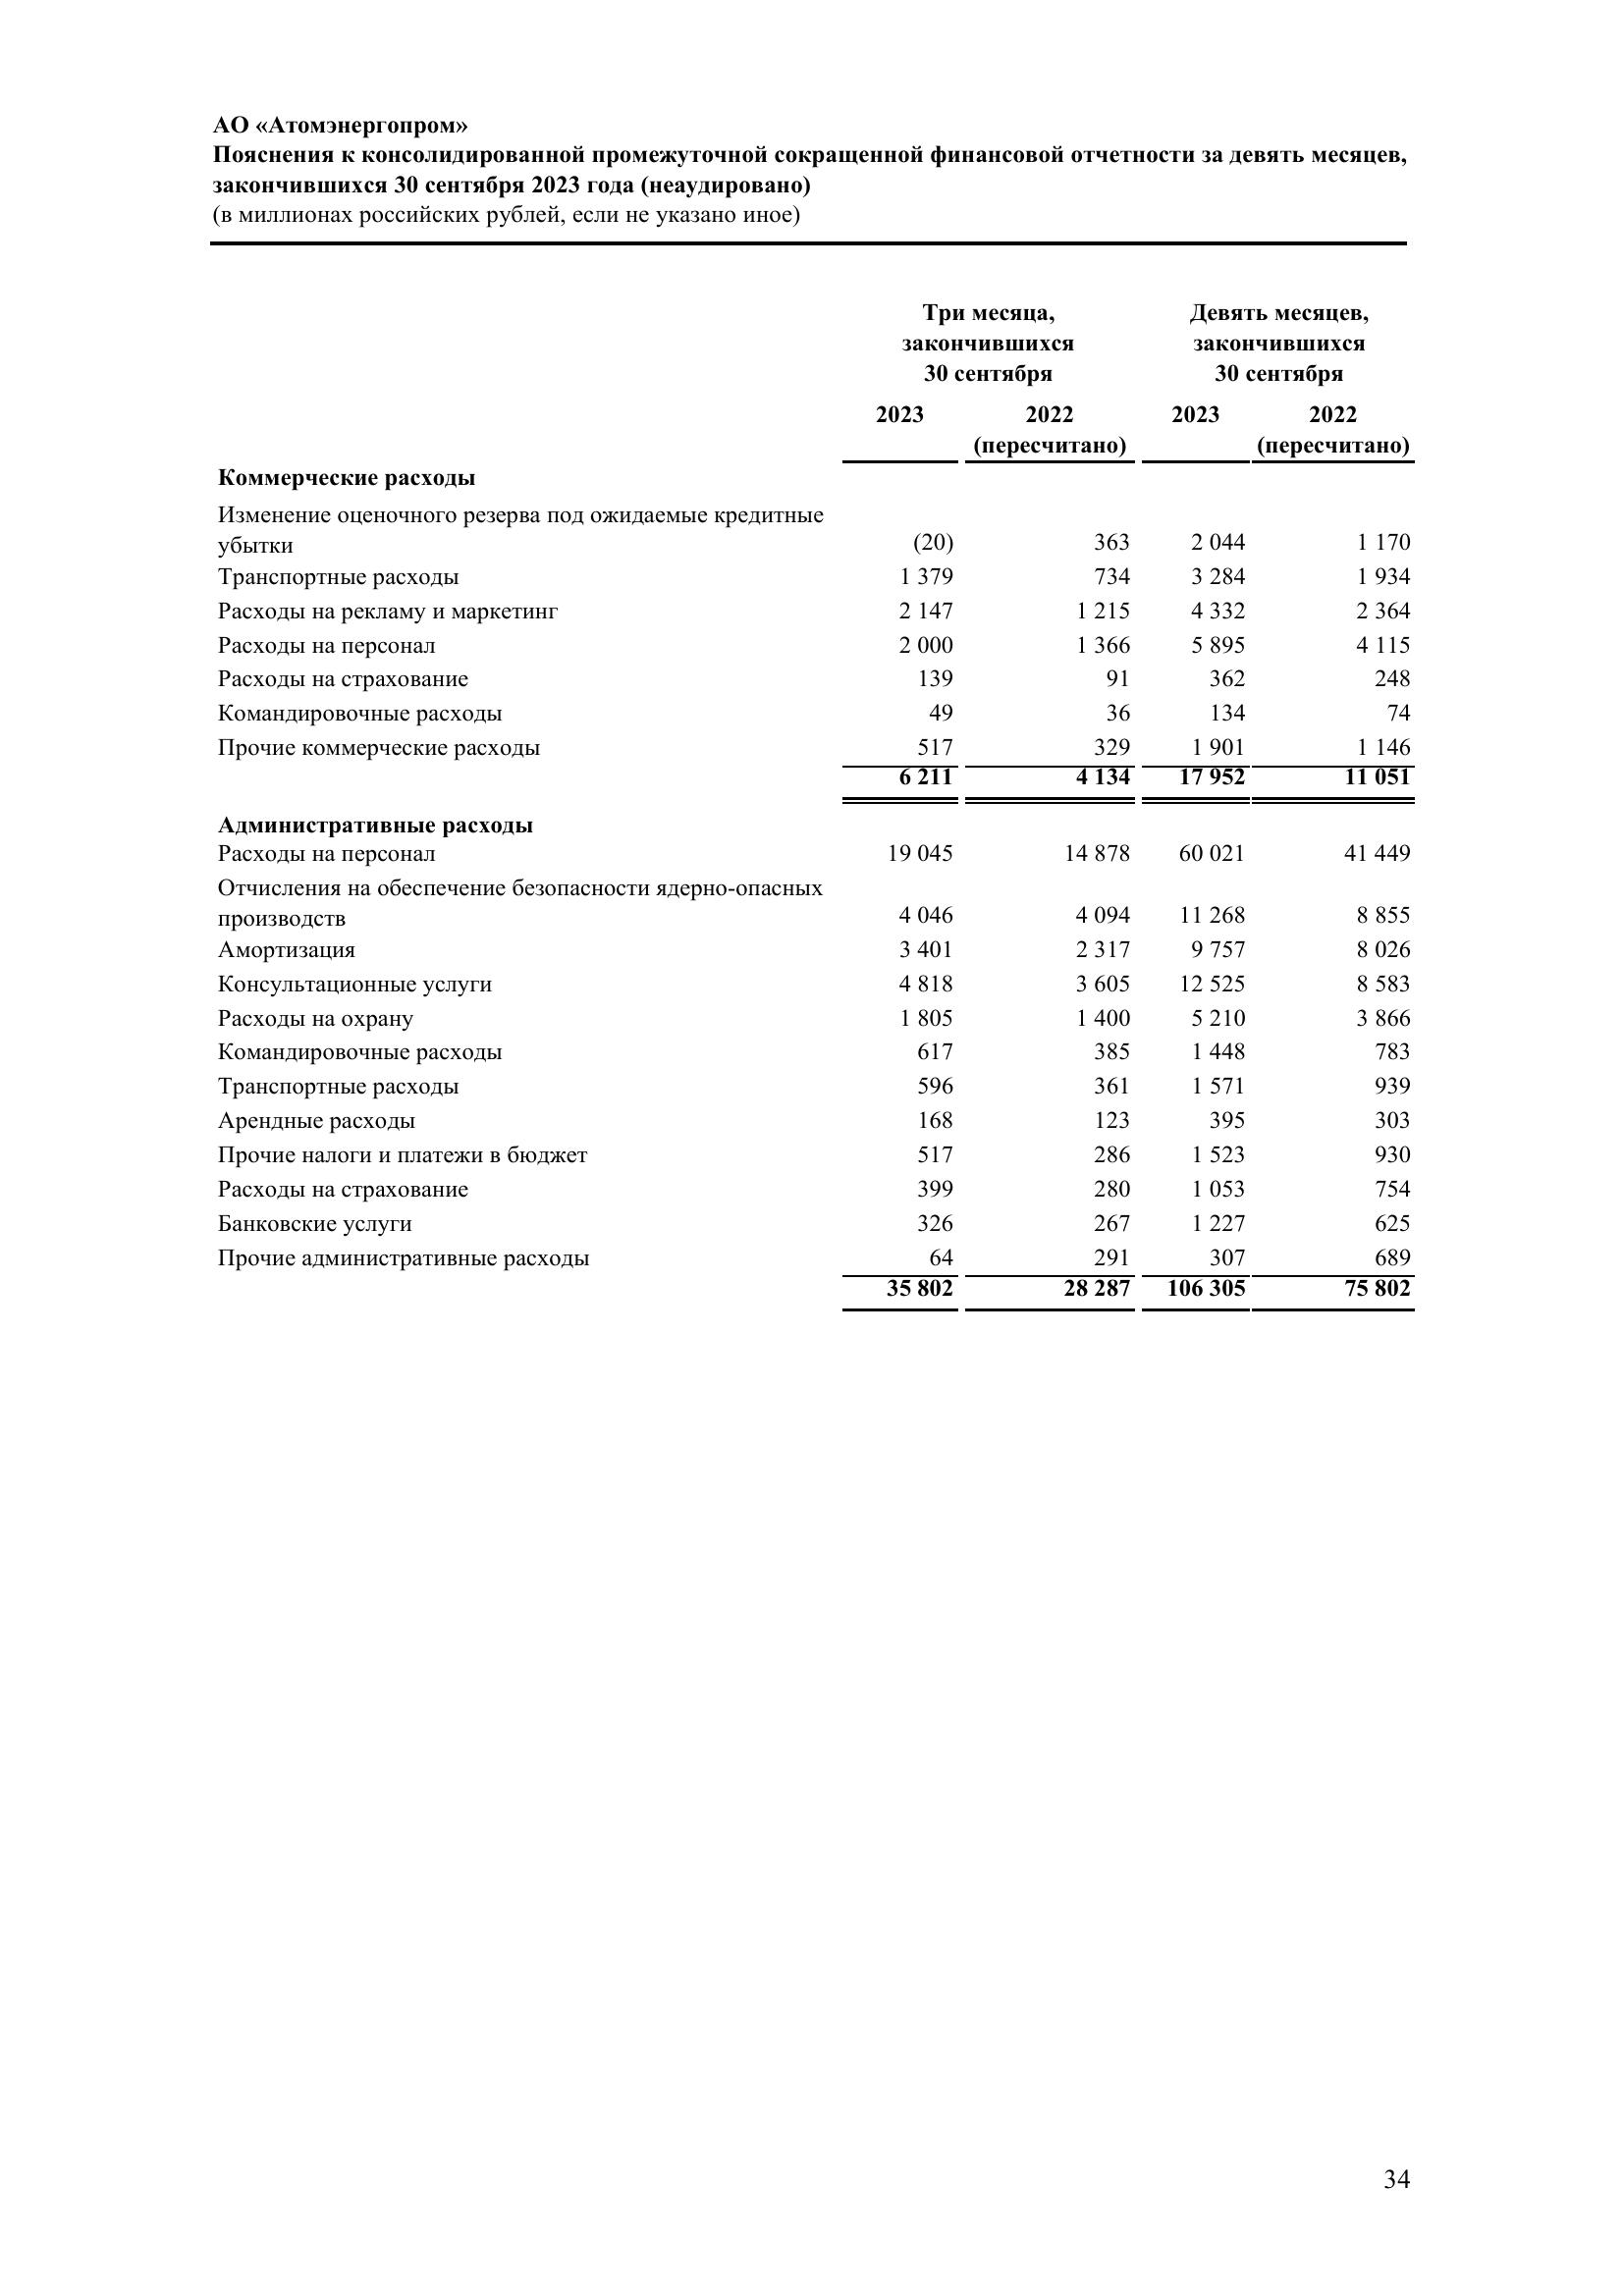 АО «Атомэнергопром»
Пояснения к консолидированной промежуточной сокращенной финансовой отчетности за девять месяцев,
закончившихся 30 сентября 2023 года (неаудировано)
(в миллионах российских рублей, если не указано иное)
Три месяца, Девять месяцев,
закончившихся закончившихся
30 сентября 30 сентября
2023 2022 2023 2022
(пересчитано) (пересчитано)
Коммерческие расходы
Изменение оценочного резерва под ожидаемые кредитные
убытки (20) 363 2 044 1 170
Транспортные расходы 1 379 734 3 284 1 934
Расходы на рекламу и маркетинг 2 147 1 215 4 332 2 364
Расходы на персонал 2 000 1 366 5 895 4 115
Расходы на страхование 139 91 362 248
Командировочные расходы 49 36 134 74
Прочие коммерческие расходы 517 329 1 901 1 146
6 211 4 134 17 952 11 051
Административные расходы
Расходы на персонал 19 045 14 878 60 021 41 449
Отчисления на обеспечение безопасности ядерно-опасных
производств 4 046 4 094 11 268 8 855
Амортизация 3 401 2 317 9 757 8 026
Консультационные услуги 4 818 3 605 12 525 8 583
Расходы на охрану 1 805 1 400 5 210 3 866
Командировочные расходы 617 385 1 448 783
Транспортные расходы 596 361 1 571 939
Арендные расходы 168 123 395 303
Прочие налоги и платежи в бюджет 517 286 1 523 930
Расходы на страхование 399 280 1 053 754
Банковские услуги 326 267 1 227 625
Прочие административные расходы 64 291 307 689
35 802 28 287 106 305 75 802
34